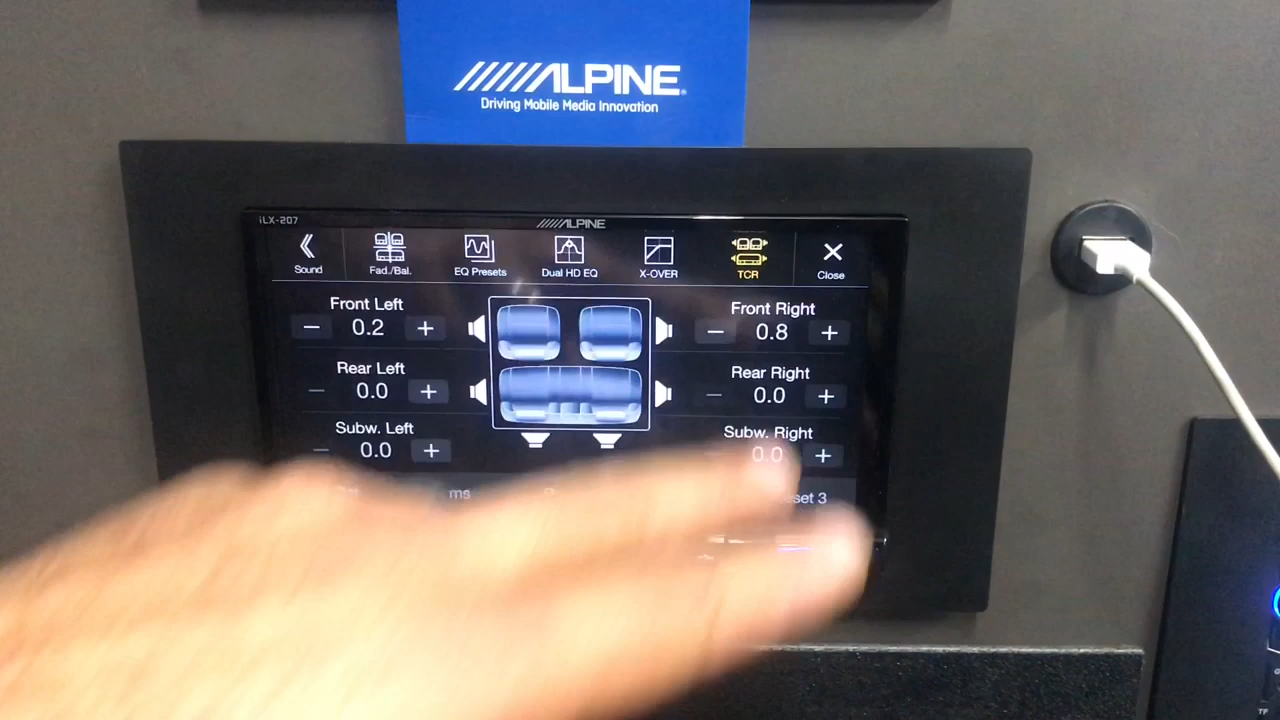 ALPINE
Driving Mobile Media Innovation
iLX-207
ALPINE
Sound
Fad./Bal.
EQ Presets
Dual HD EQ
X-OVER
TCR
Close
Front Left
− 0.2 +
Front Right
− 0.8 +
Rear Left
− 0.0 +
Rear Right
− 0.0 +
Subw. Left
− 0.0 +
Subw. Right
0.0 +
ms
3